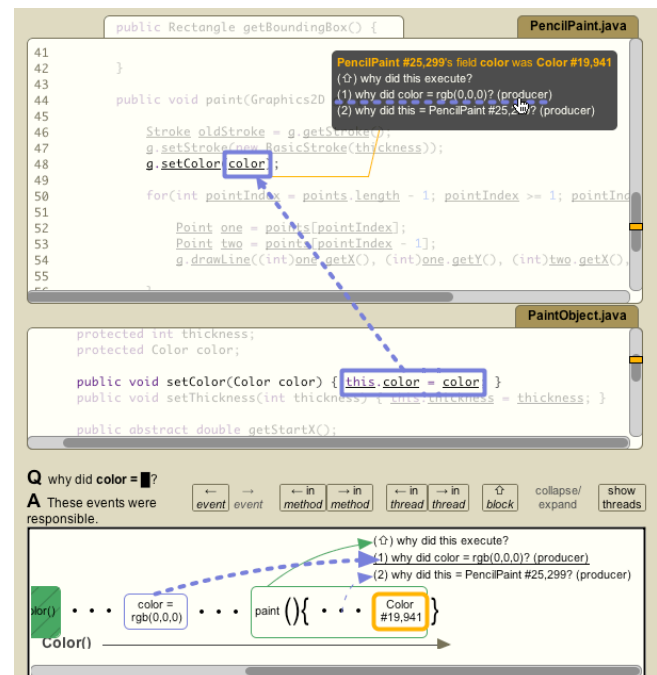 public Rectangle getBoundingBox() {
PencilPaint.java
41
42 }
43
44 public void paint(Graphics2D
45
46 Stroke oldStroke = g.getStroke();
47 g.setStroke(new BasicStroke(thickness));
48 g.setColor(color);
49
50 for(int pointIndex = points.length - 1; pointIndex >= 1; pointInd
51
52 Point one = points[pointIndex];
53 Point two = points[pointIndex - 1];
54 g.drawLine((int)one.getX(), (int)one.getY(), (int)two.getX(),
55
PencilPaint #25,299's field color was Color #19,941
(⇧) why did this execute?
(1) why did color = rgb(0,0,0)? (producer)
(2) why did this = PencilPaint #25,299? (producer)
PaintObject.java
protected int thickness;
protected Color color;
public void setColor(Color color) { this.color = color; }
public void setThickness(int thickness) { this.thickness = thickness; }
public abstract double getStartX();
Q why did color = █?
A These events were
responsible.
← event
→ event
← in method
→ in method
← in thread
→ in thread
⇧ block
collapse/ expand
show threads
(⇧) why did this execute?
(1) why did color = rgb(0,0,0)? (producer)
(2) why did this = PencilPaint #25,299? (producer)
olor() • • • color = rgb(0,0,0) • • • paint (){ • • • Color #19,941 }
Color()